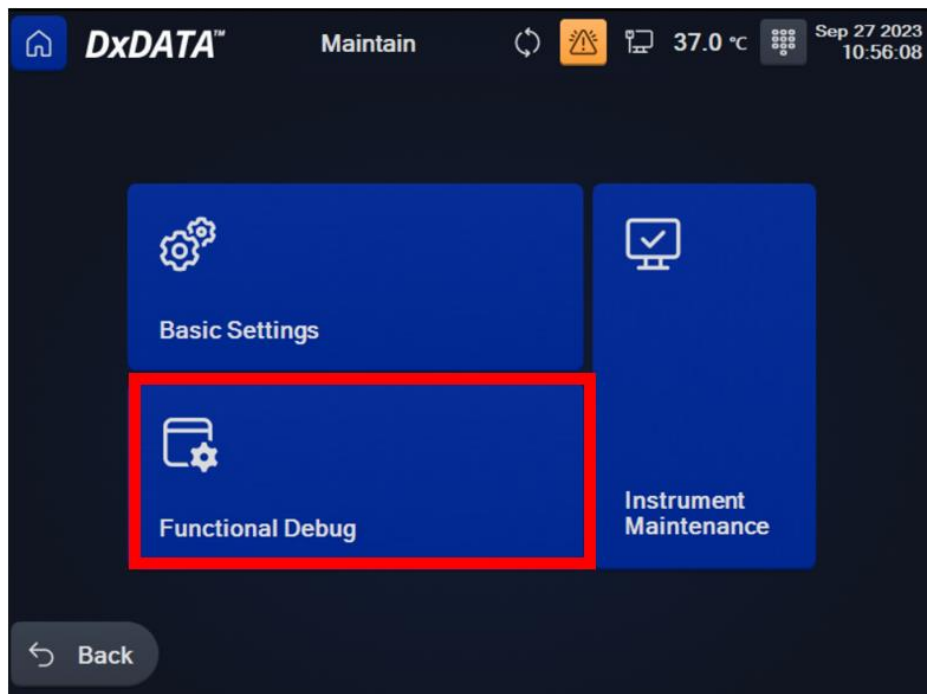 DxDATA™
Maintain
37.0 ℃
Sep 27 2023
10:56:08
Basic Settings
Functional Debug
Instrument
Maintenance
Back